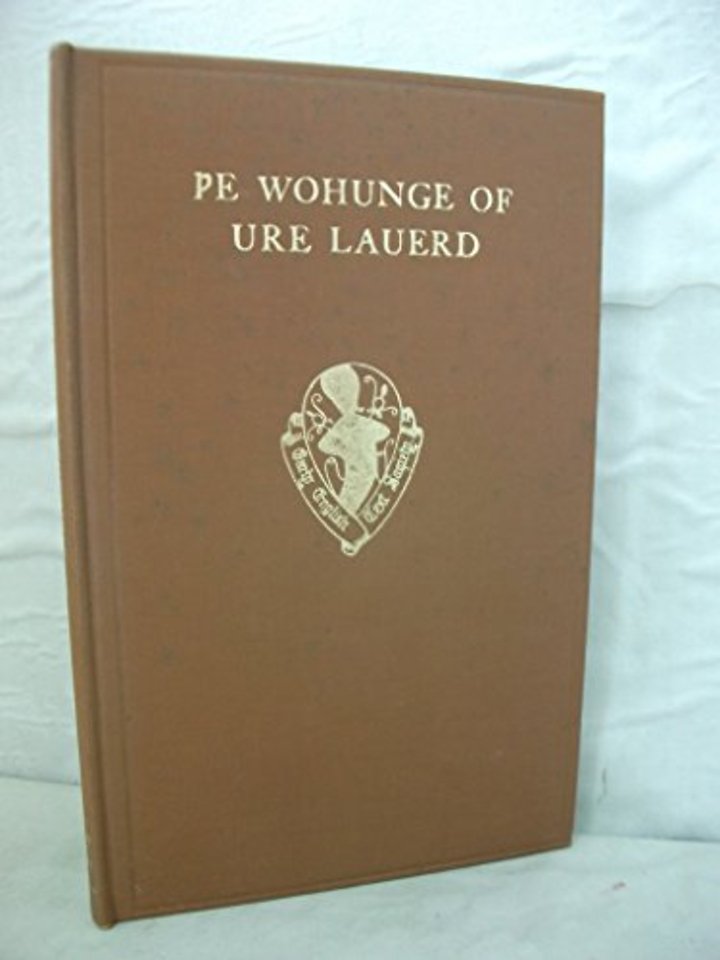 ÞE WOHUNGE OF
URE LAUERD
Early English
Text Society